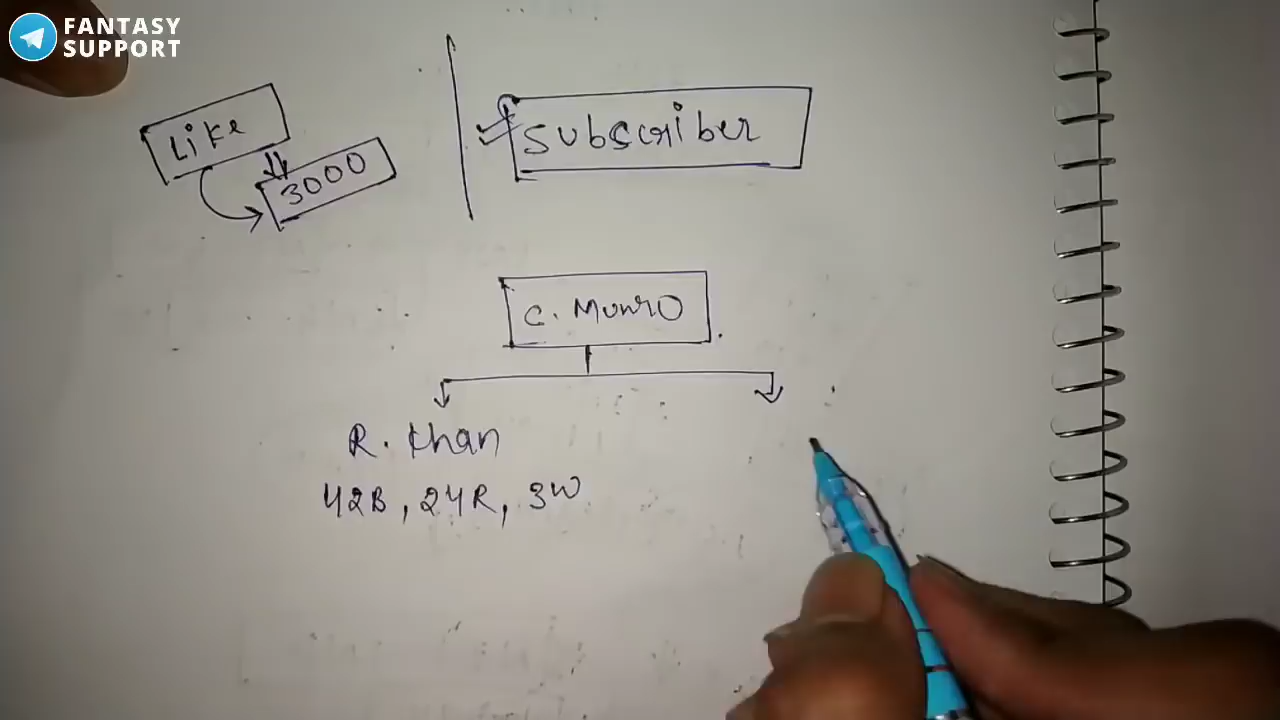 FANTASY
SUPPORT
Like
3000
Subscriber
C. Munro
R. Khan
42B, 24R, 3W